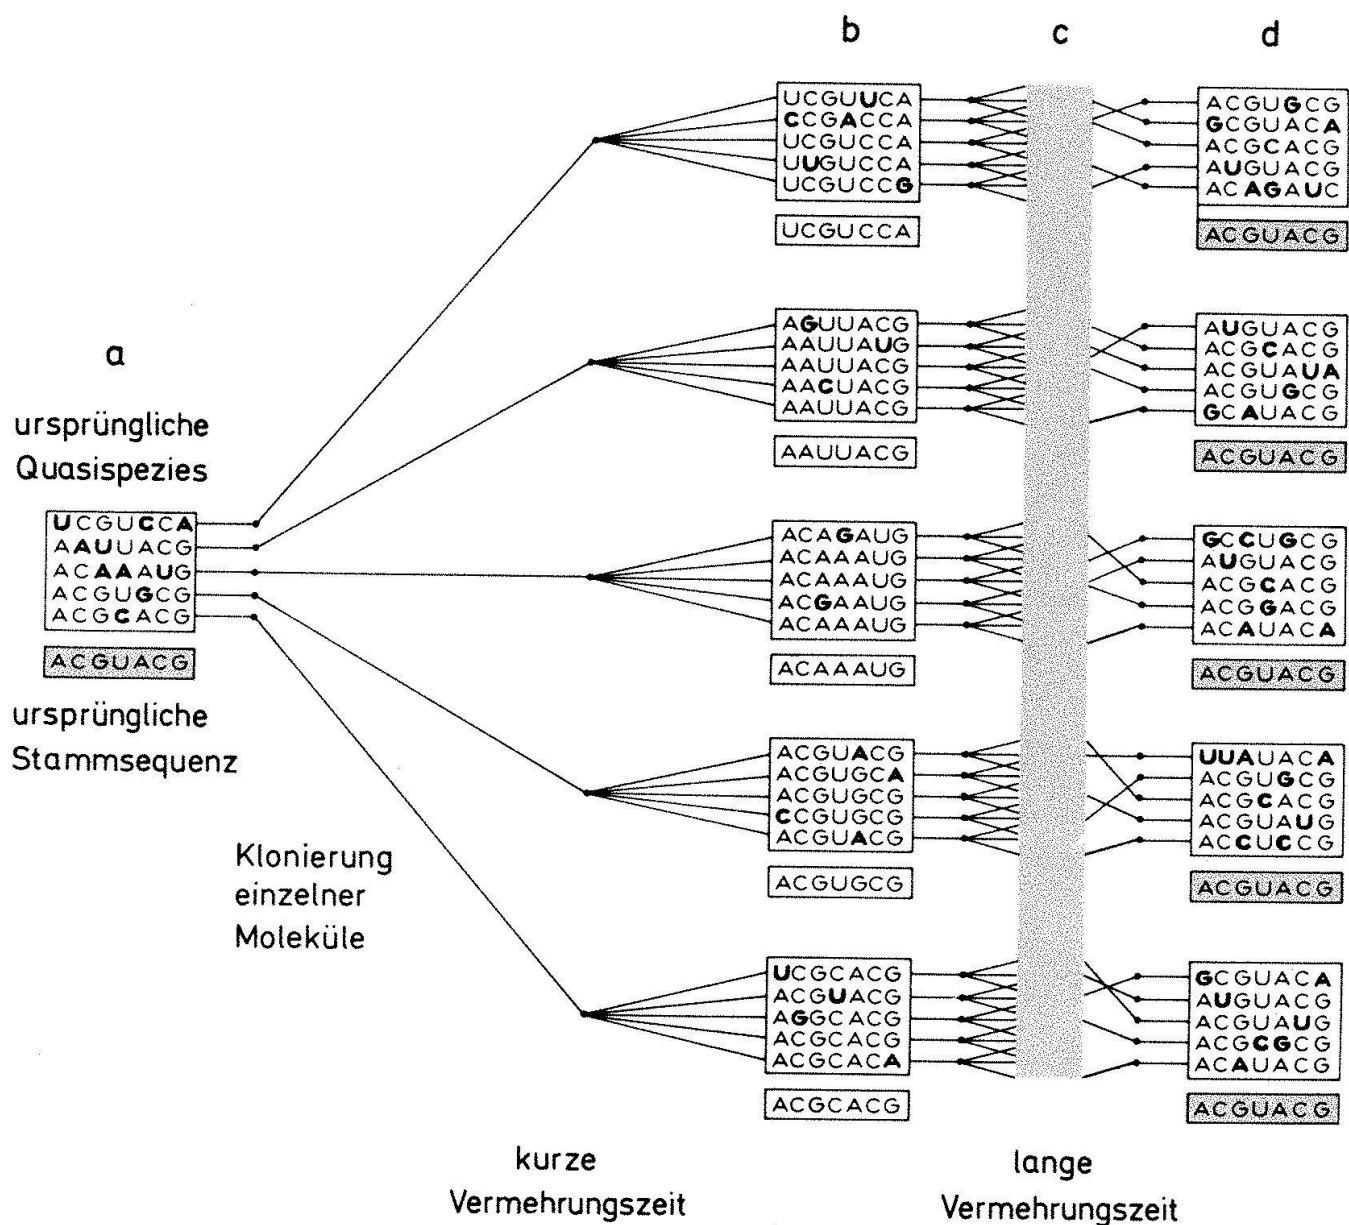 b
c
d
UCGUUCA
CCGACCA
UCGUCCA
UUGUCCA
UCGUCCG
UCGUCCA
ACGUGCG
GCGUACA
ACGCACG
AUGUACG
ACAGAUC
ACGUACG
AGUUACG
AAUUAUG
AAUUACG
AACUACG
AAUUACG
AAUUACG
AUGUACG
ACGCACG
ACGUAUA
ACGUGCG
GCAUACG
ACGUACG
a
ursprüngliche
Quasispezies
UCGUCCA
AAUUACG
ACAAAUG
ACGUGCG
ACGCACG
ACGUACG
ursprüngliche
Stammsequenz
ACAGAUG
ACAAAUG
ACAAAUG
ACGAAUG
ACAAAUG
ACAAAUG
GCCUGCG
AUGUACG
ACGCACG
ACGGACG
ACAUACA
ACGUACG
ACGUACG
ACGUGCA
ACGUGCG
CCGUGCG
ACGUACG
ACGUGCG
UUAUACA
ACGUGCG
ACGCACG
ACGUAUG
ACCUCCG
ACGUACG
Klonierung
einzelner
Moleküle
UCGCACG
ACGUACG
AGGCACG
ACGCACG
ACGCACA
ACGCACG
GCGUACA
AUGUACG
ACGUAUG
ACGCGCG
ACAUACG
ACGUACG
kurze
Vermehrungszeit
lange
Vermehrungszeit